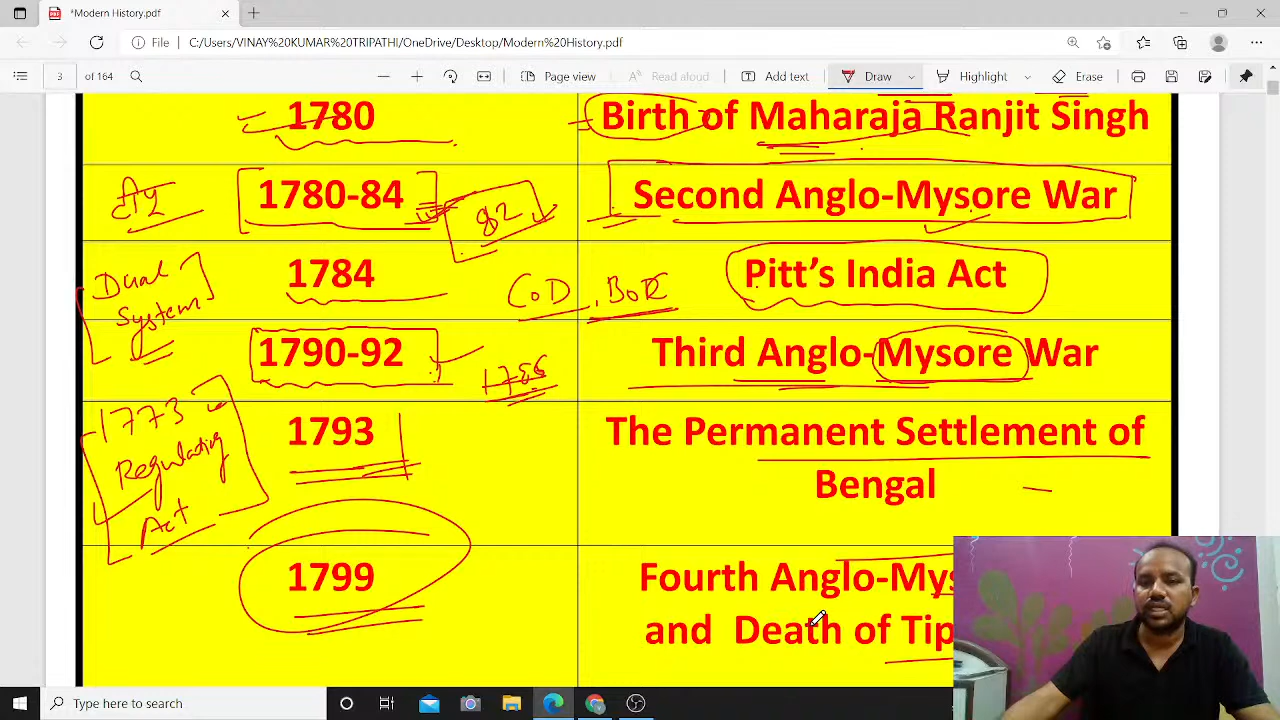 *Modern History.pdf
File
C:/Users/VINAY%20KUMAR%20TRIPATHI/OneDrive/Desktop/Modern%20History.pdf
3 of 164
Page view
Read aloud
Add text
Draw
Highlight
Erase
1780 Birth of Maharaja Ranjit Singh
1780-84 82 Second Anglo-Mysore War
Dual System
1784 CoD, Pitt's India Act
1790-92 Third Anglo-Mysore War
1773 Regulating Act
1793 The Permanent Settlement of
Bengal
1799 Fourth Anglo-Mys
and Death of Tip
Type here to search